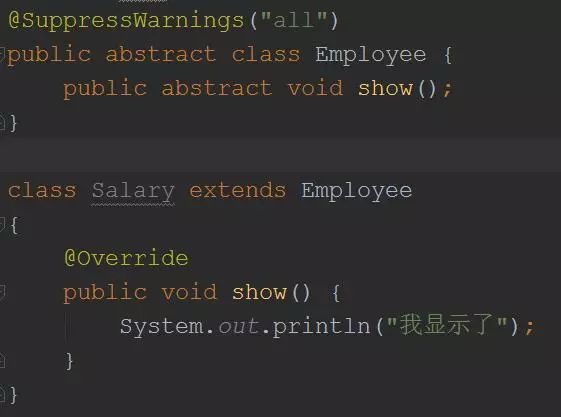 @SuppressWarnings("all")
public abstract class Employee {
public abstract void show();
}
class Salary extends Employee
{
@Override
public void show() {
System.out.println("我显示了");
}
}